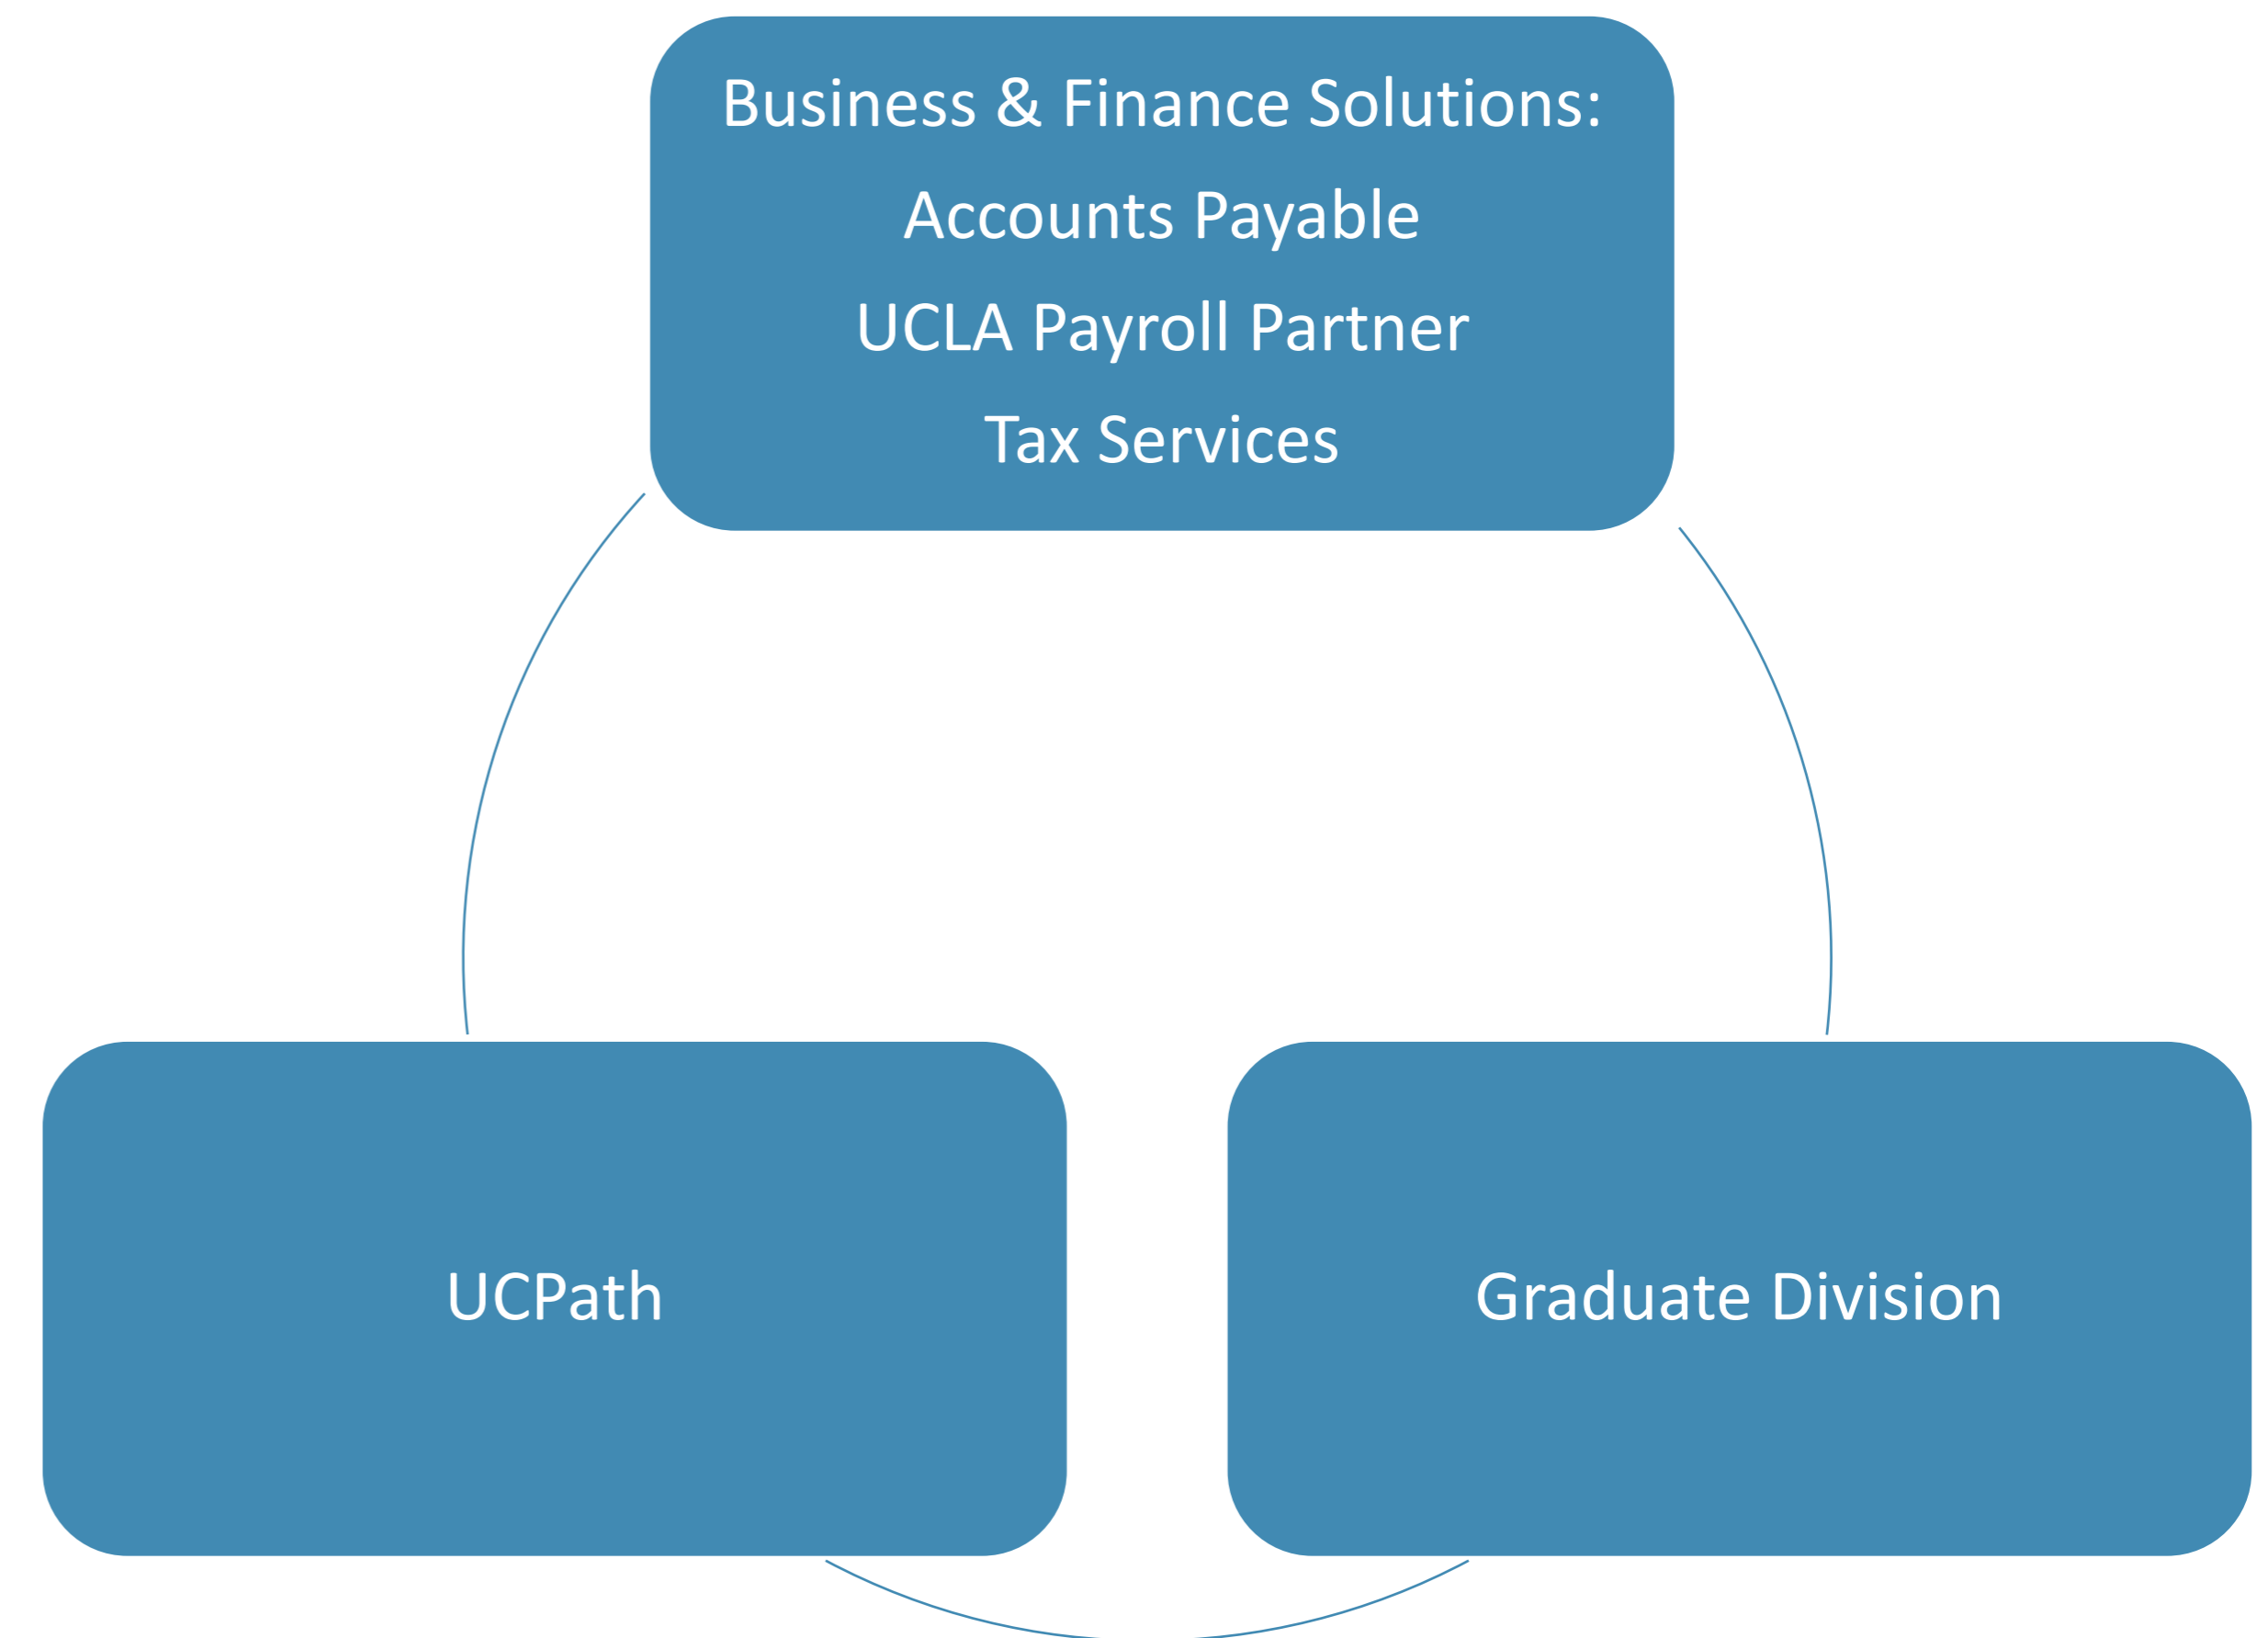 Business & Finance Solutions:
Accounts Payable
UCLA Payroll Partner
Tax Services
UCPath
Graduate Division